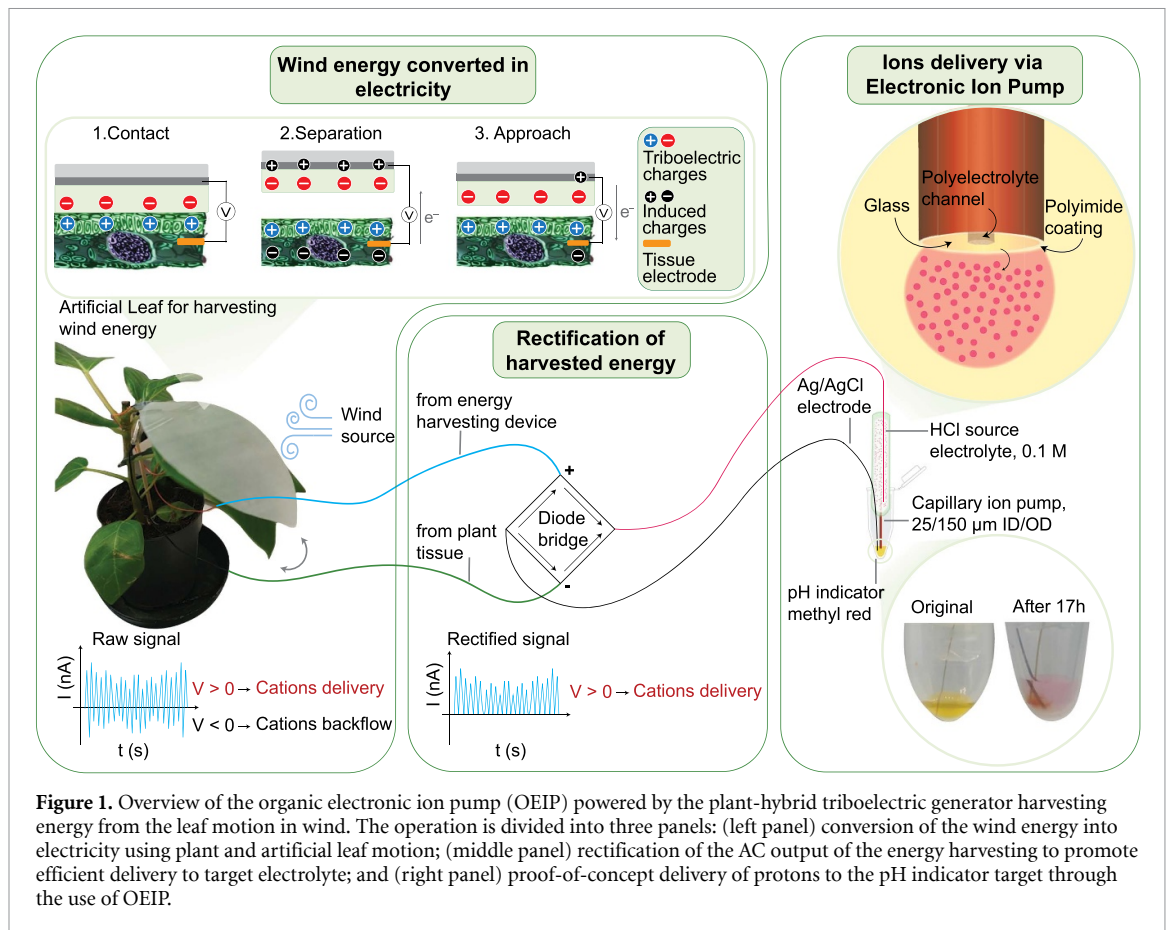 Wind energy converted in
electricity
1.Contact
2.Separation
3. Approach
V
V
e⁻
V
e⁻
Triboelectric
charges
Induced
charges
Tissue
electrode
Artificial Leaf for harvesting
wind energy
Wind
source
Raw signal
I (nA)
V > 0 → Cations delivery
V < 0 → Cations backflow
t (s)
Rectification of
harvested energy
from energy
harvesting device
+
Diode
bridge
-
from plant
tissue
Rectified signal
I (nA)
V > 0 → Cations delivery
t (s)
Ions delivery via
Electronic Ion Pump
Polyelectrolyte
channel
Glass
Polyimide
coating
Ag/AgCl
electrode
HCl source
electrolyte, 0.1 M
Capillary ion pump,
25/150 µm ID/OD
pH indicator
methyl red
Original
After 17h
Figure 1. Overview of the organic electronic ion pump (OEIP) powered by the plant-hybrid triboelectric generator harvesting
energy from the leaf motion in wind. The operation is divided into three panels: (left panel) conversion of the wind energy into
electricity using plant and artificial leaf motion; (middle panel) rectification of the AC output of the energy harvesting to promote
efficient delivery to target electrolyte; and (right panel) proof-of-concept delivery of protons to the pH indicator target through
the use of OEIP.